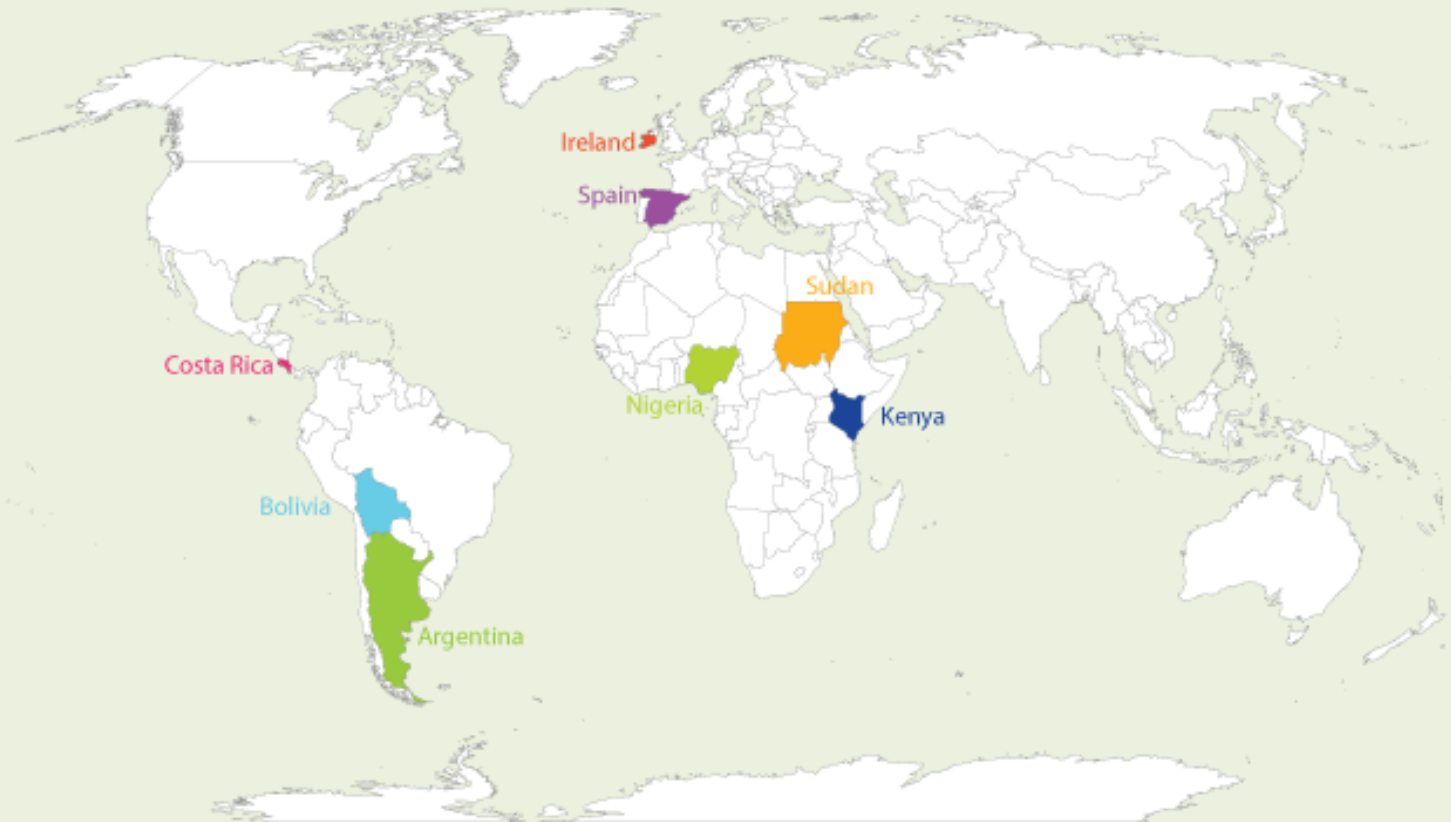 Ireland
Spain
Sudan
Costa Rica
Nigeria
Kenya
Bolivia
Argentina